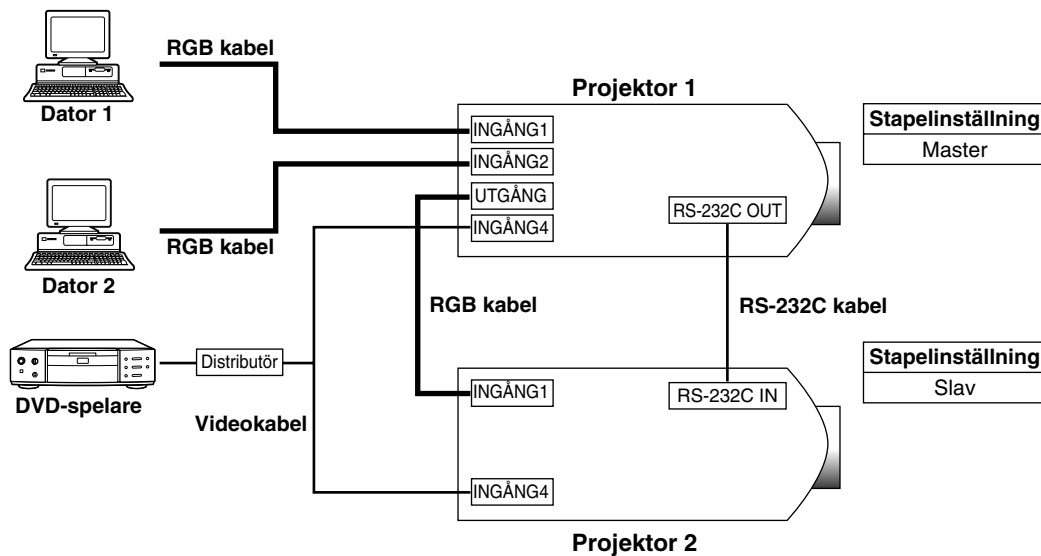 RGB kabel
Dator 1
Projektor 1
INGÅNG1
INGÅNG2
UTGÅNG
INGÅNG4
RS-232C OUT
Stapelinställning
Master
RGB kabel
Dator 2
RGB kabel
RS-232C kabel
Distributör
DVD-spelare
Videokabel
INGÅNG1
RS-232C IN
Stapelinställning
Slav
INGÅNG4
Projektor 2